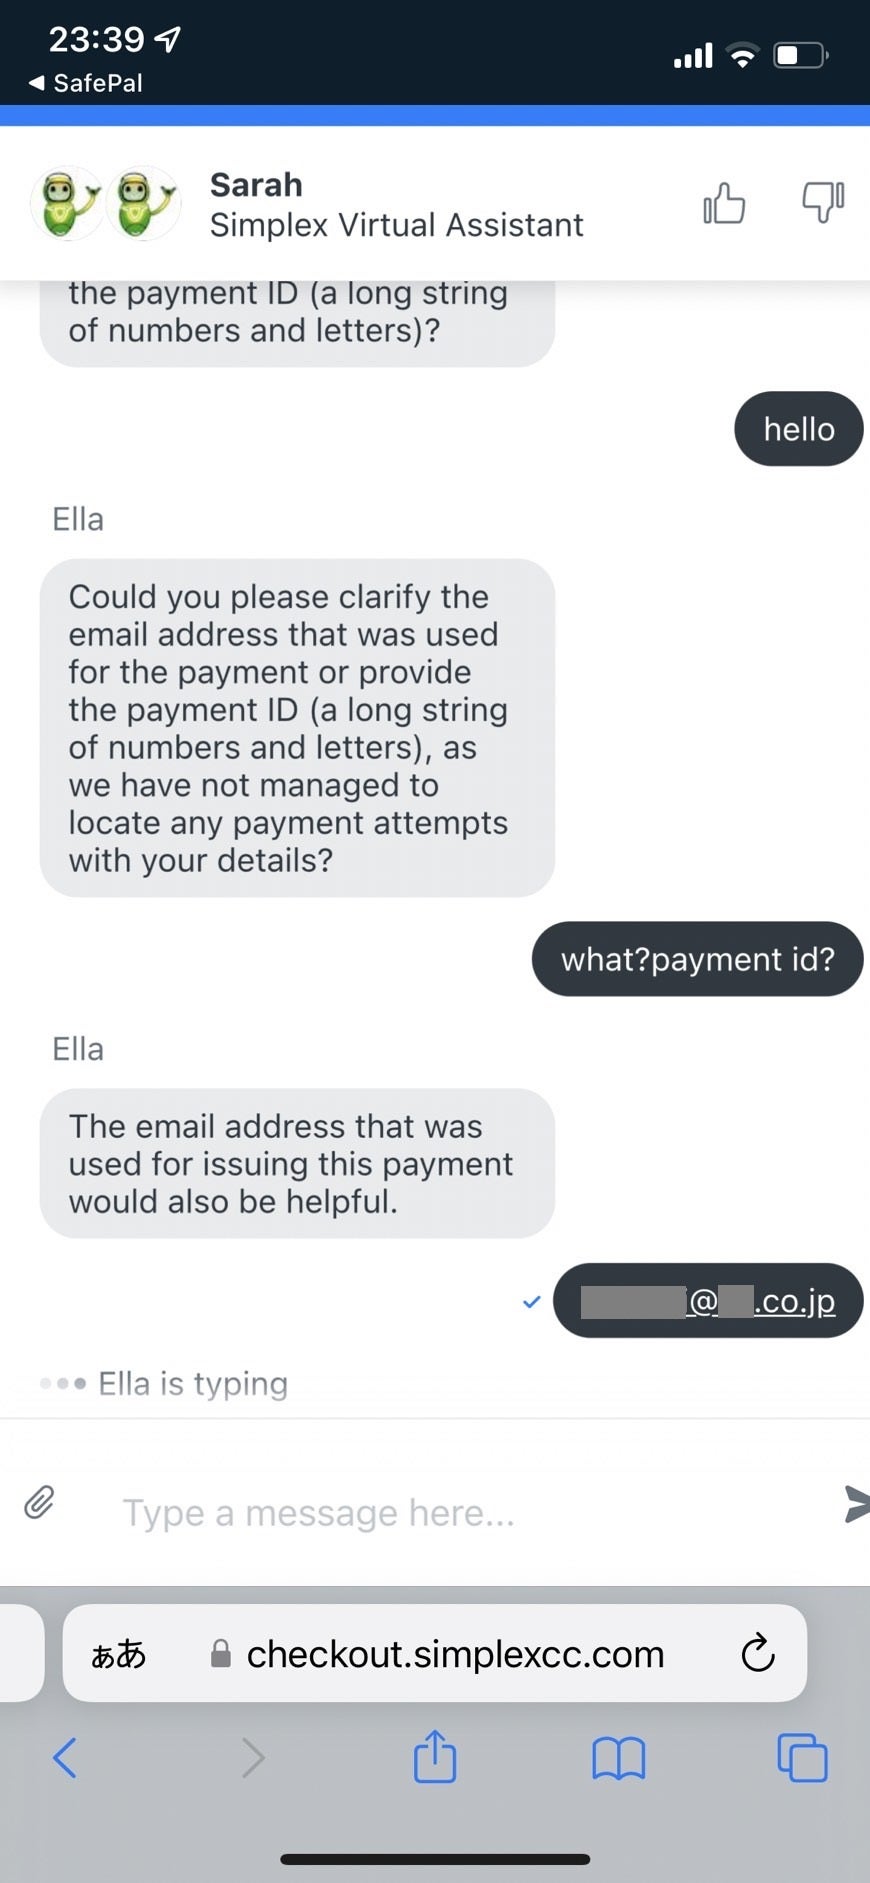 23:39
◀ SafePal
Sarah
Simplex Virtual Assistant
the payment ID (a long string
of numbers and letters)?
hello
Ella
Could you please clarify the
email address that was used
for the payment or provide
the payment ID (a long string
of numbers and letters), as
we have not managed to
locate any payment attempts
with your details?
what?payment id?
Ella
The email address that was
used for issuing this payment
would also be helpful.
@ .co.jp
Ella is typing
Type a message here...
ぁあ checkout.simplexcc.com